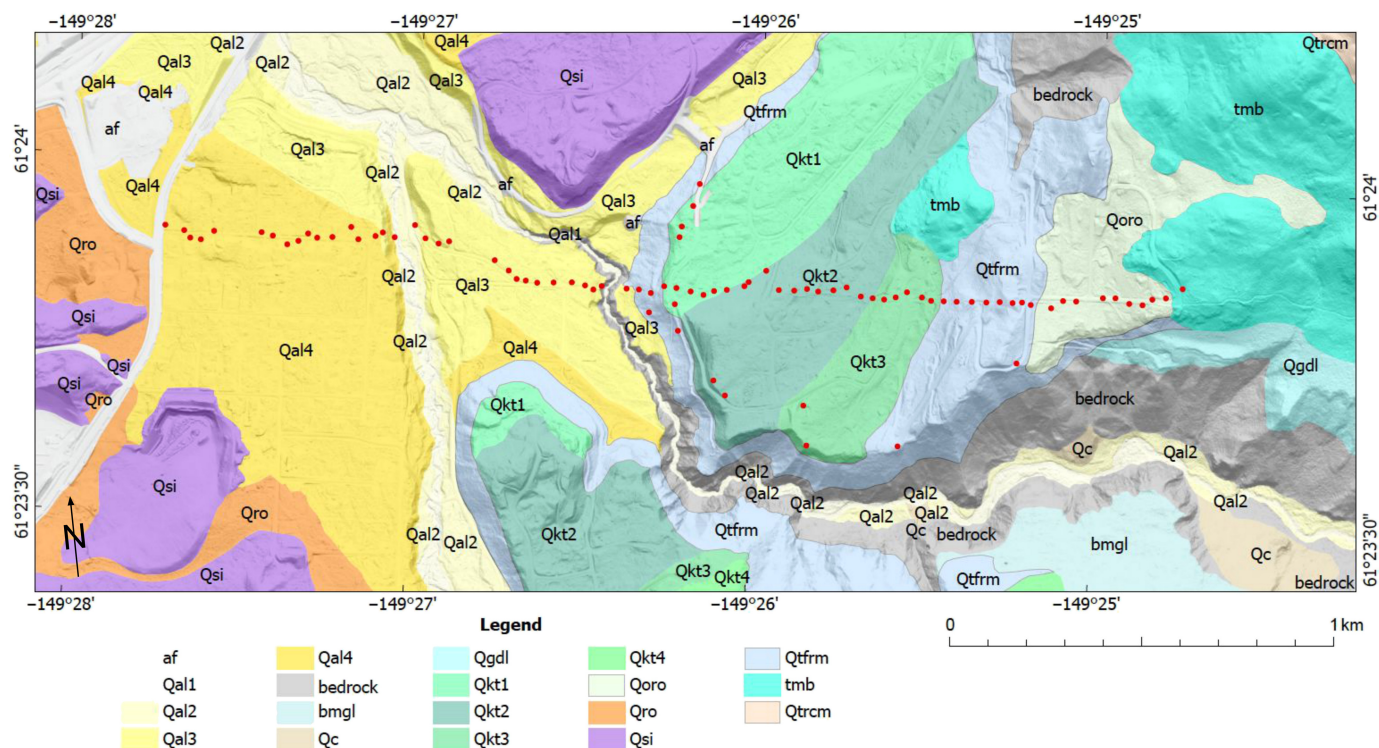 −149°28' −149°27' −149°26' −149°25'
Qal2 Qal4 Qtrcm
Qal3 Qal2 Qal2 Qal3 Qsi Qal3 bedrock
Qal4 Qal4 Qtfrm tmb
af af
61°24' Qal3 Qkt1
Qal4 Qal2 Qal2 af 61°24'
Qsi Qal3 tmb
Qro Qal1 af Qoro
Qal2 Qal3 Qkt2 Qtfrm
Qsi Qal3
Qal2
Qal4 Qal4 Qkt3
Qsi Qgdl
Qsi
Qro Qkt1 bedrock
Qc Qal2
Qsi Qal2
Qal2 Qal2 Qal2
61°23'30" Qro Qal2 Qal2 61°23'30"
Qal2 Qkt2 Qtfrm Qc bedrock
Qal2 bmgl Qc
N
Qsi Qkt3 Qkt4 Qtfrm bedrock
−149°28' −149°27' −149°26' −149°25'
Legend
0 1 km
af Qal4 Qgdl Qkt4 Qtfrm
Qal1 bedrock Qkt1 Qoro tmb
Qal2 bmgl Qkt2 Qro Qtrcm
Qal3 Qc Qkt3 Qsi